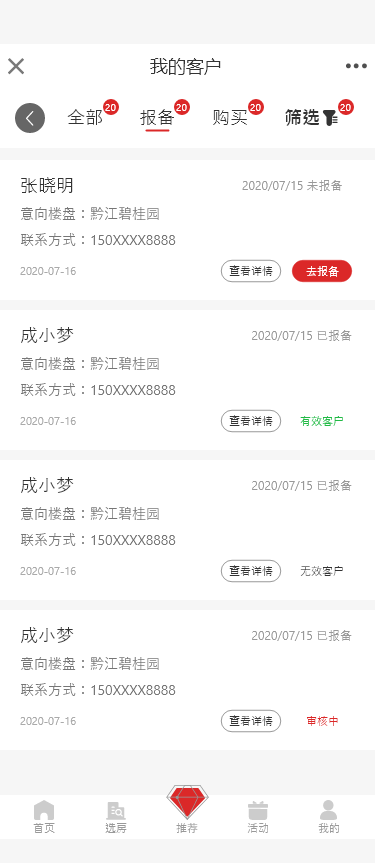 我的客户
全部 20 报备 20 购买 20 筛选 20
张晓明 2020/07/15 未报备
意向楼盘：黔江碧桂园
联系方式：150XXXX8888
2020-07-16 查看详情 去报备
成小梦 2020/07/15 已报备
意向楼盘：黔江碧桂园
联系方式：150XXXX8888
2020-07-16 查看详情 有效客户
成小梦 2020/07/15 已报备
意向楼盘：黔江碧桂园
联系方式：150XXXX8888
2020-07-16 查看详情 无效客户
成小梦 2020/07/15 已报备
意向楼盘：黔江碧桂园
联系方式：150XXXX8888
2020-07-16 查看详情 审核中
首页 选房 推荐 活动 我的